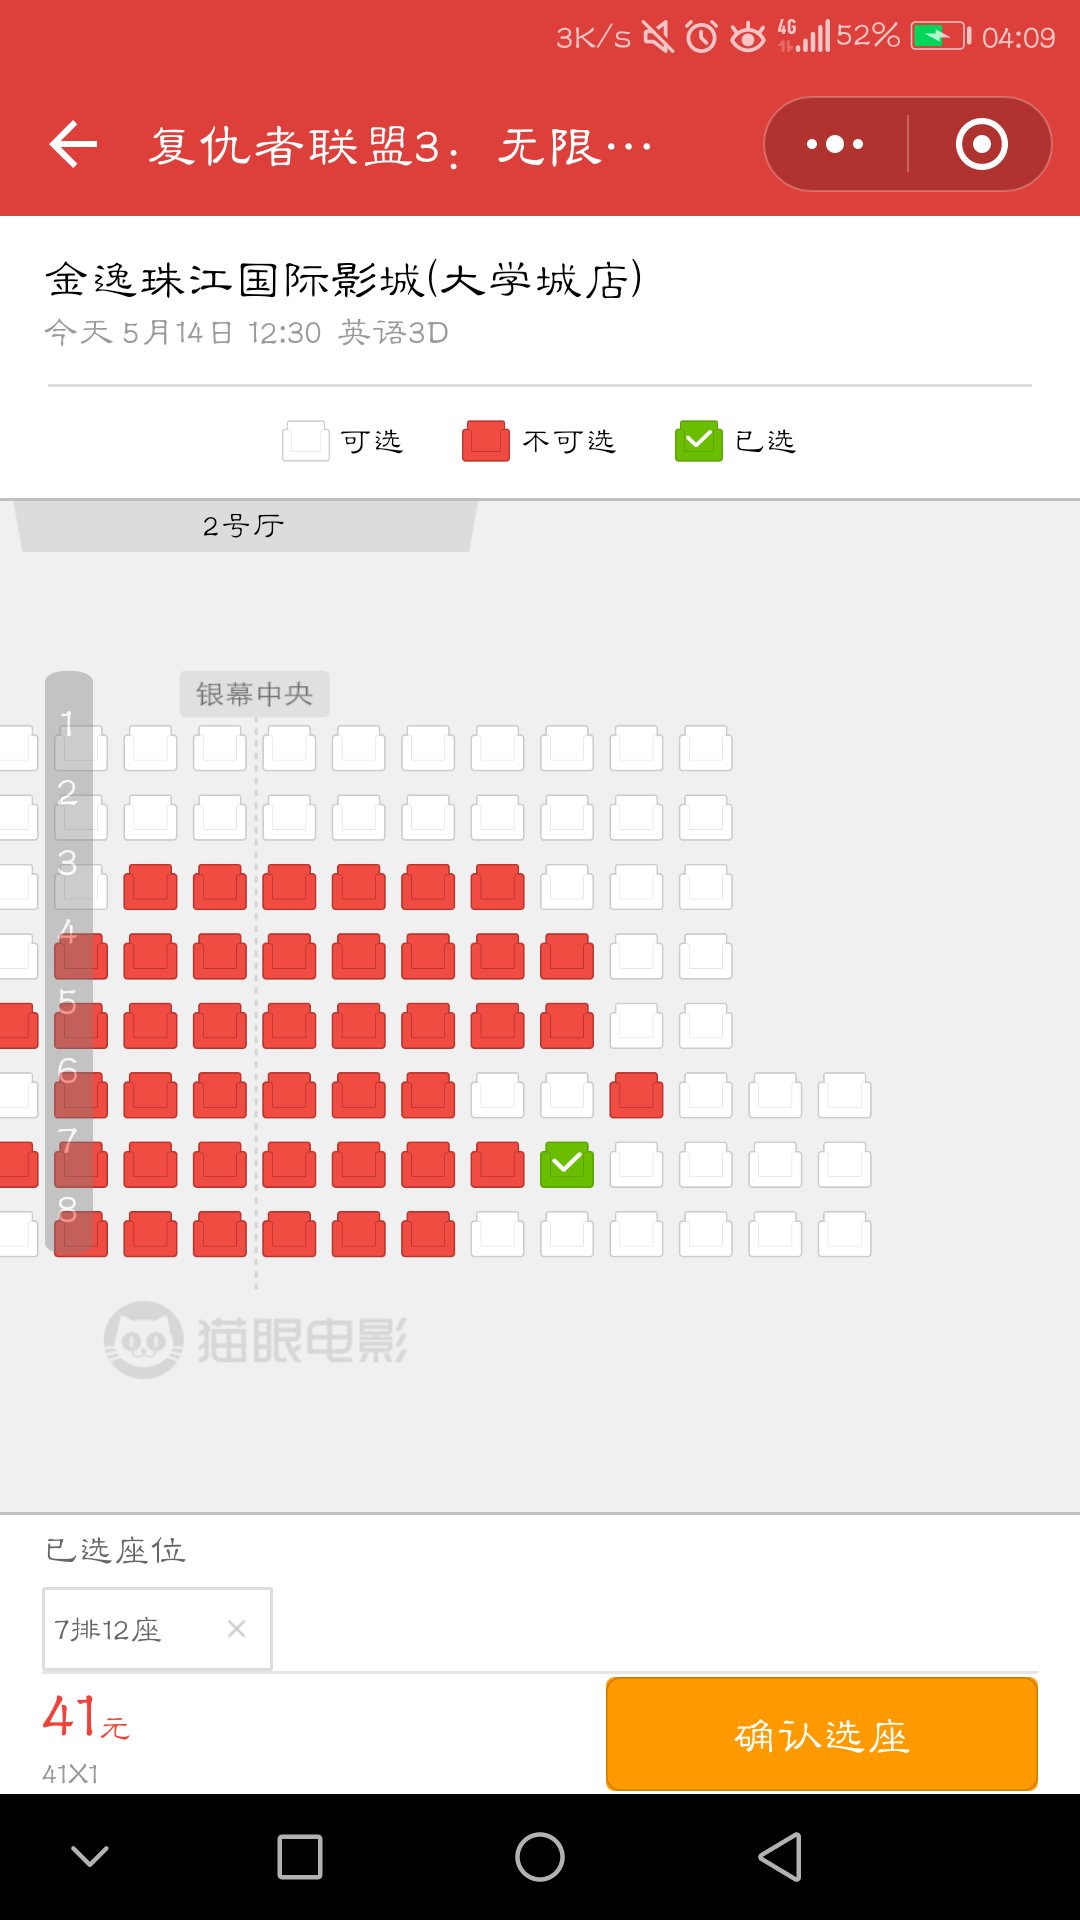 3K/s 4G 52% 04:09
复仇者联盟3：无限…
金逸珠江国际影城(大学城店)
今天 5月14日 12:30 英语3D
可选 不可选 已选
2号厅
银幕中央
1
2
3
4
5
6
7
8
猫眼电影
已选座位
7排12座 ×
41元
41X1
确认选座